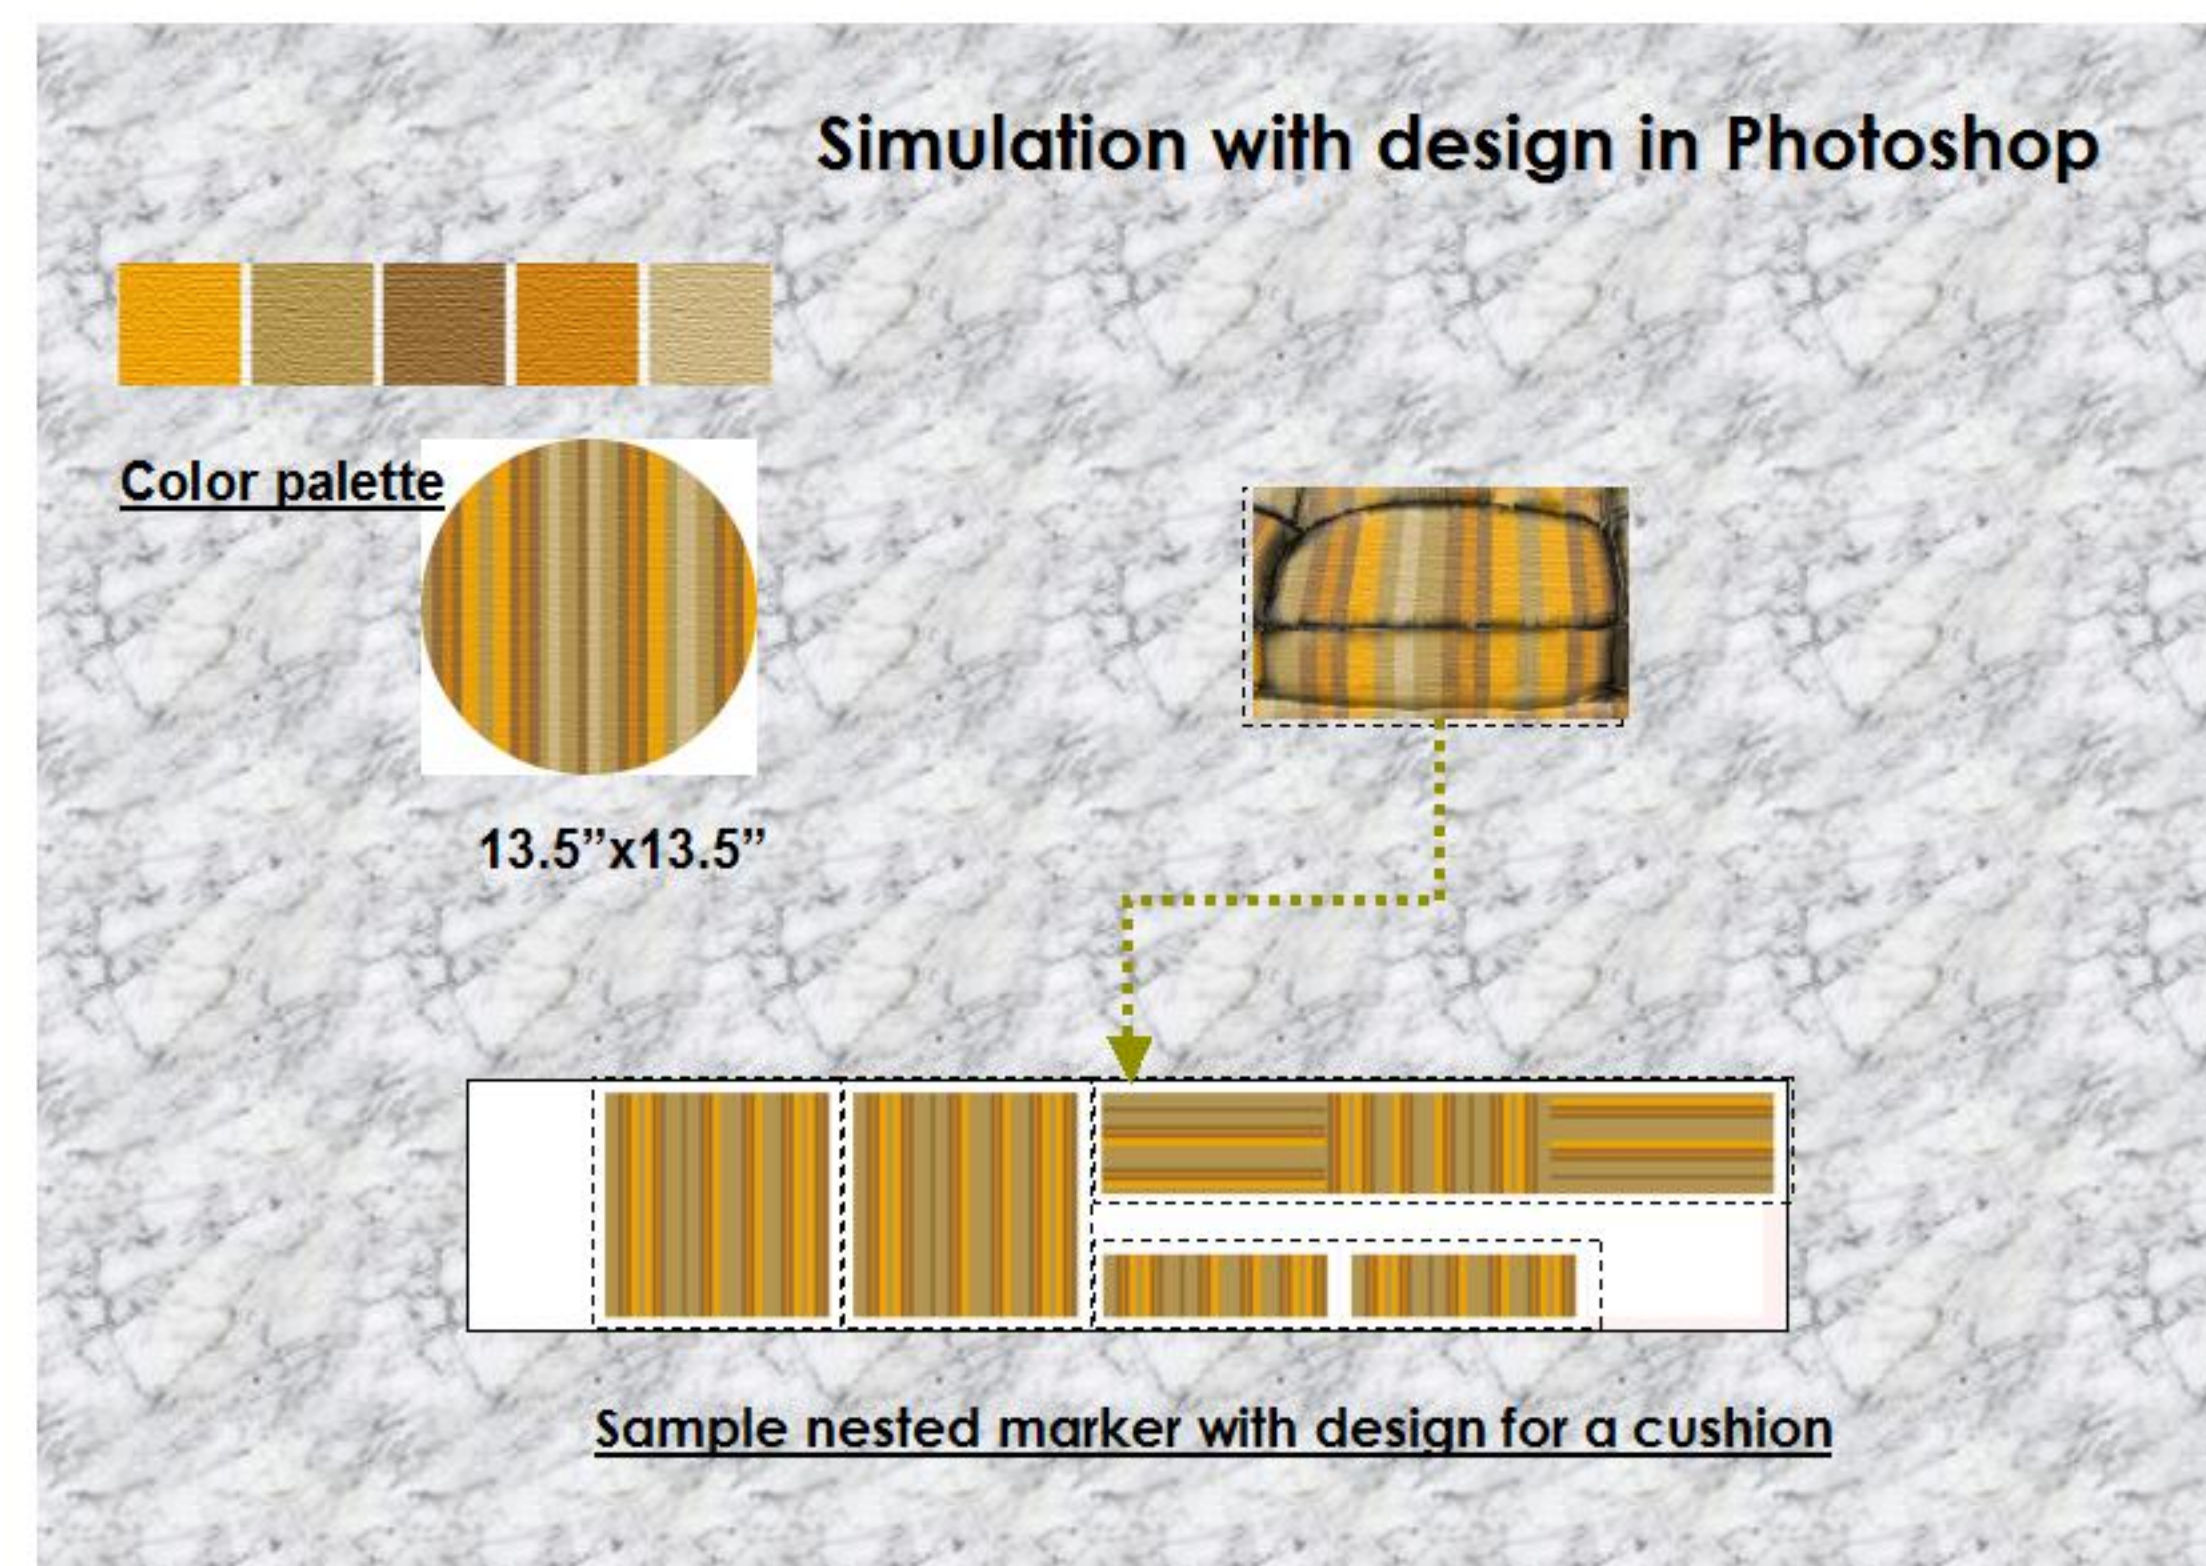 Simulation with design in Photoshop
Color palette
13.5”x13.5”
Sample nested marker with design for a cushion